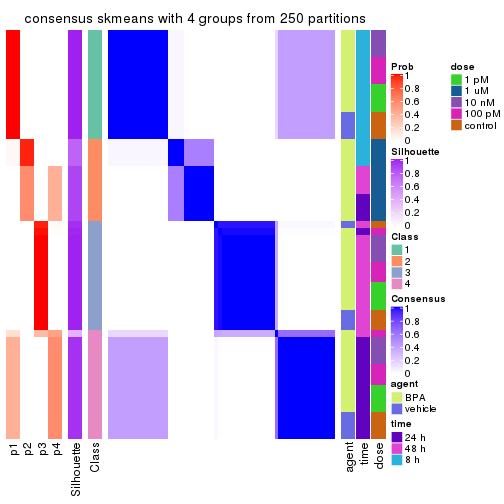 consensus skmeans with 4 groups from 250 partitions
Prob
1
0.8
0.6
0.4
0.2
0
Silhouette
1
0.8
0.6
0.4
0.2
0
Class
1
2
3
4
Consensus
1
0.8
0.6
0.4
0.2
0
agent
BPA
vehicle
time
24 h
48 h
8 h
dose
1 pM
1 uM
10 nM
100 pM
control
p1
p2
p3
p4
Silhouette
Class
agent
time
dose